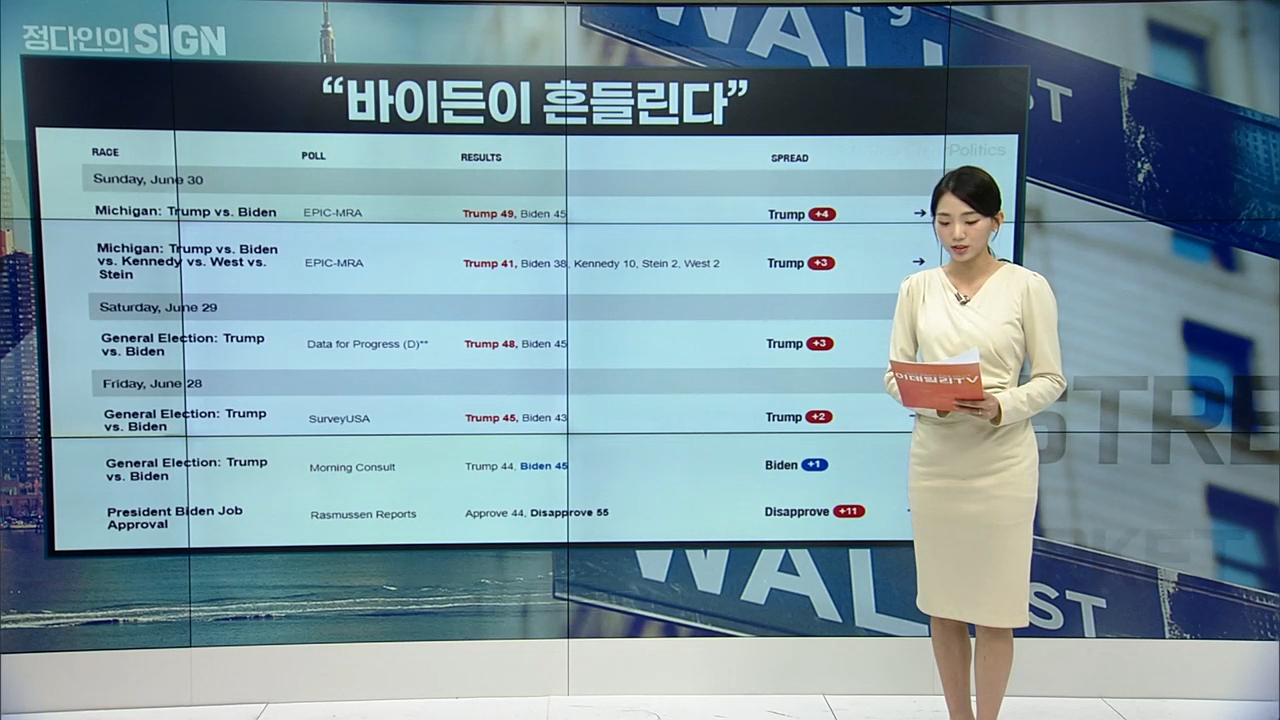 정다인의 SIGN
WALL
ST
“바이든이 흔들린다”
Politics
RACE POLL RESULTS SPREAD
Sunday, June 30
Michigan: Trump vs. Biden EPIC-MRA Trump 49, Biden 45 Trump +4 →
Michigan: Trump vs. Biden
vs. Kennedy vs. West vs.
Stein
EPIC-MRA Trump 41, Biden 38, Kennedy 10, Stein 2, West 2 Trump +3 →
Saturday, June 29
General Election: Trump
vs. Biden
Data for Progress (D)** Trump 48, Biden 45 Trump +3
Friday, June 28
General Election: Trump
vs. Biden
SurveyUSA Trump 45, Biden 43 Trump +2
General Election: Trump
vs. Biden
Morning Consult Trump 44, Biden 45 Biden +1
President Biden Job
Approval
Rasmussen Reports Approve 44, Disapprove 55 Disapprove +11
이데일리TV
STRE
WALL
ST